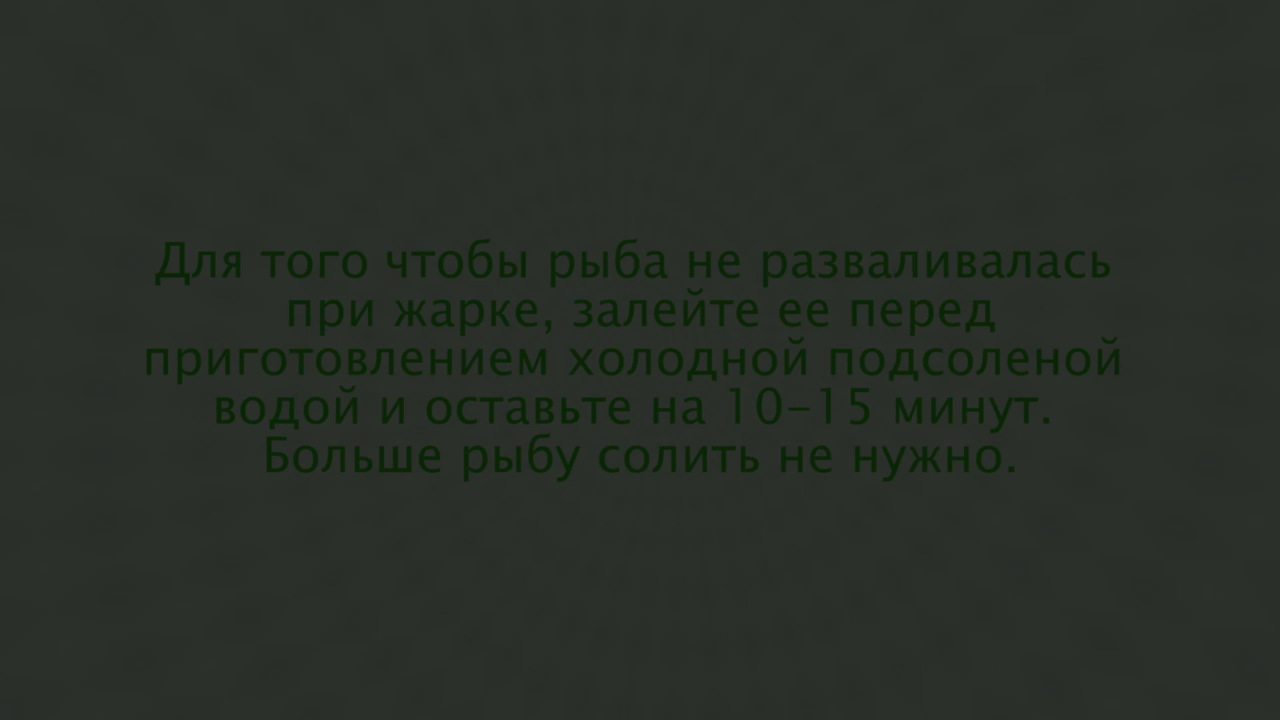 Для того чтобы рыба не разваливалась
при жарке, залейте ее перед
приготовлением холодной подсоленой
водой и оставьте на 10–15 минут.
Больше рыбу солить не нужно.